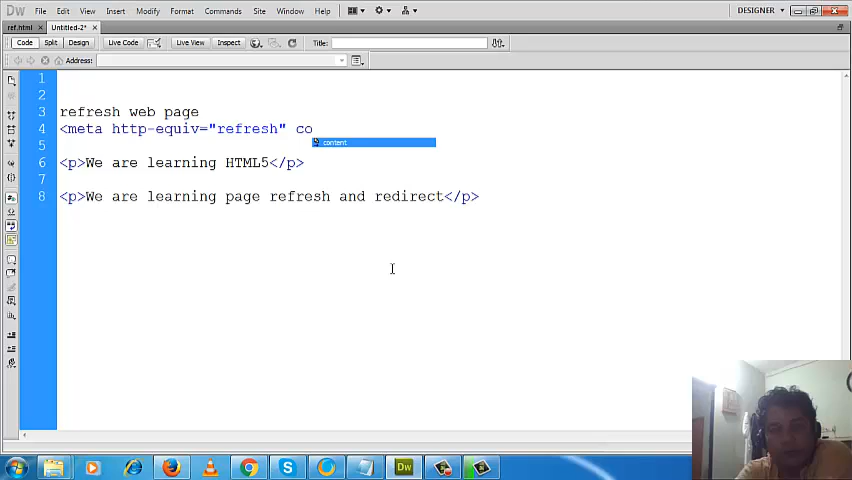 Dw File Edit View Insert Modify Format Commands Site Window Help DESIGNER
ref.html × Untitled-2* ×
Code Split Design Live Code Live View Inspect Title:
Address:
1
2
3 refresh web page
4 <meta http-equiv="refresh" co
content
5
6 <p>We are learning HTML5</p>
7
8 <p>We are learning page refresh and redirect</p>
Dw